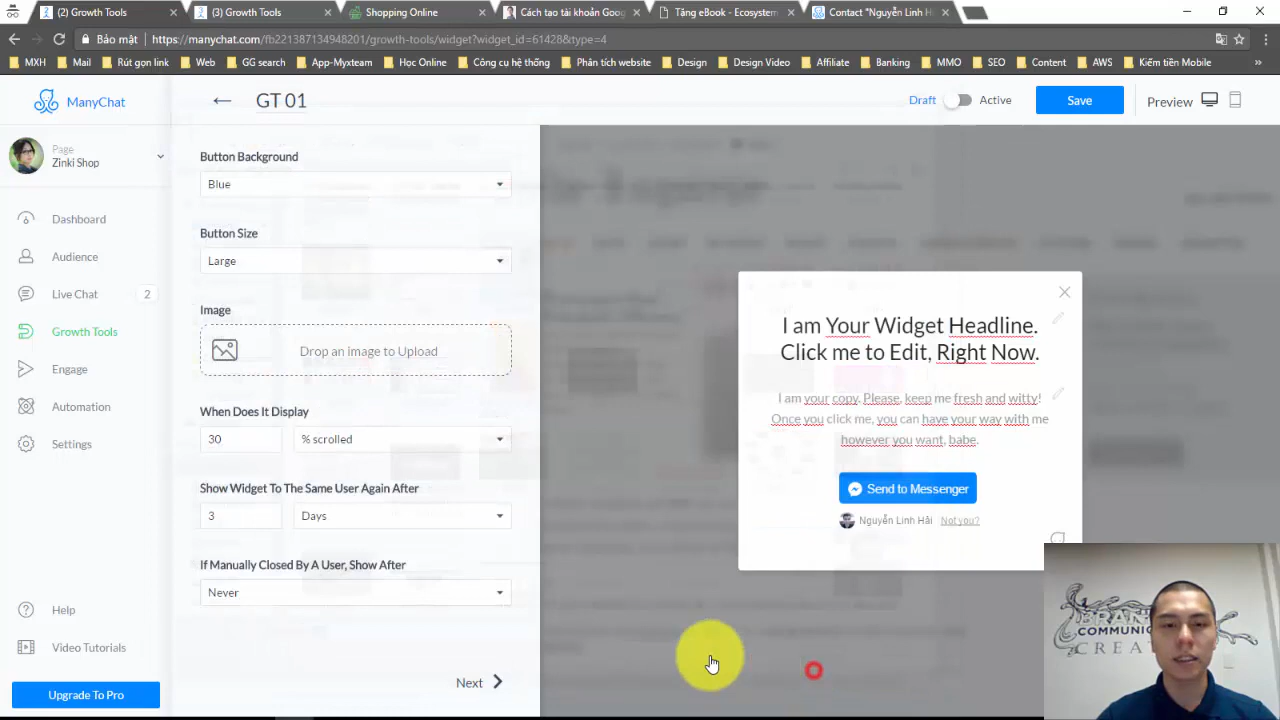 (2) Growth Tools
(3) Growth Tools
Shopping Online
Cách tạo tài khoản Goog
Tặng eBook - Ecosystem
Contact "Nguyễn Linh Hả
Bảo mật
https://manychat.com/fb221387134948201/growth-tools/widget?widget_id=61428&type=4
MXH
Mail
Rút gọn link
Web
GG search
App-Myxteam
Học Online
Công cụ hệ thống
Phân tích website
Design
Design Video
Affiliate
Banking
MMO
SEO
Content
AWS
Kiếm tiền Mobile
»
ManyChat
GT 01
Draft
Active
Save
Preview
Page
Zinki Shop
Dashboard
Audience
Live Chat
2
Growth Tools
Engage
Automation
Settings
Help
Video Tutorials
Upgrade To Pro
Button Background
Blue
Button Size
Large
Image
Drop an image to Upload
When Does It Display
30
% scrolled
Show Widget To The Same User Again After
3
Days
If Manually Closed By A User, Show After
Never
Next
I am Your Widget Headline.
Click me to Edit, Right Now.
I am your copy. Please, keep me fresh and witty!
Once you click me, you can have your way with me
however you want, babe.
Send to Messenger
Nguyễn Linh Hải
Not you?
COMMUNIC
CREA